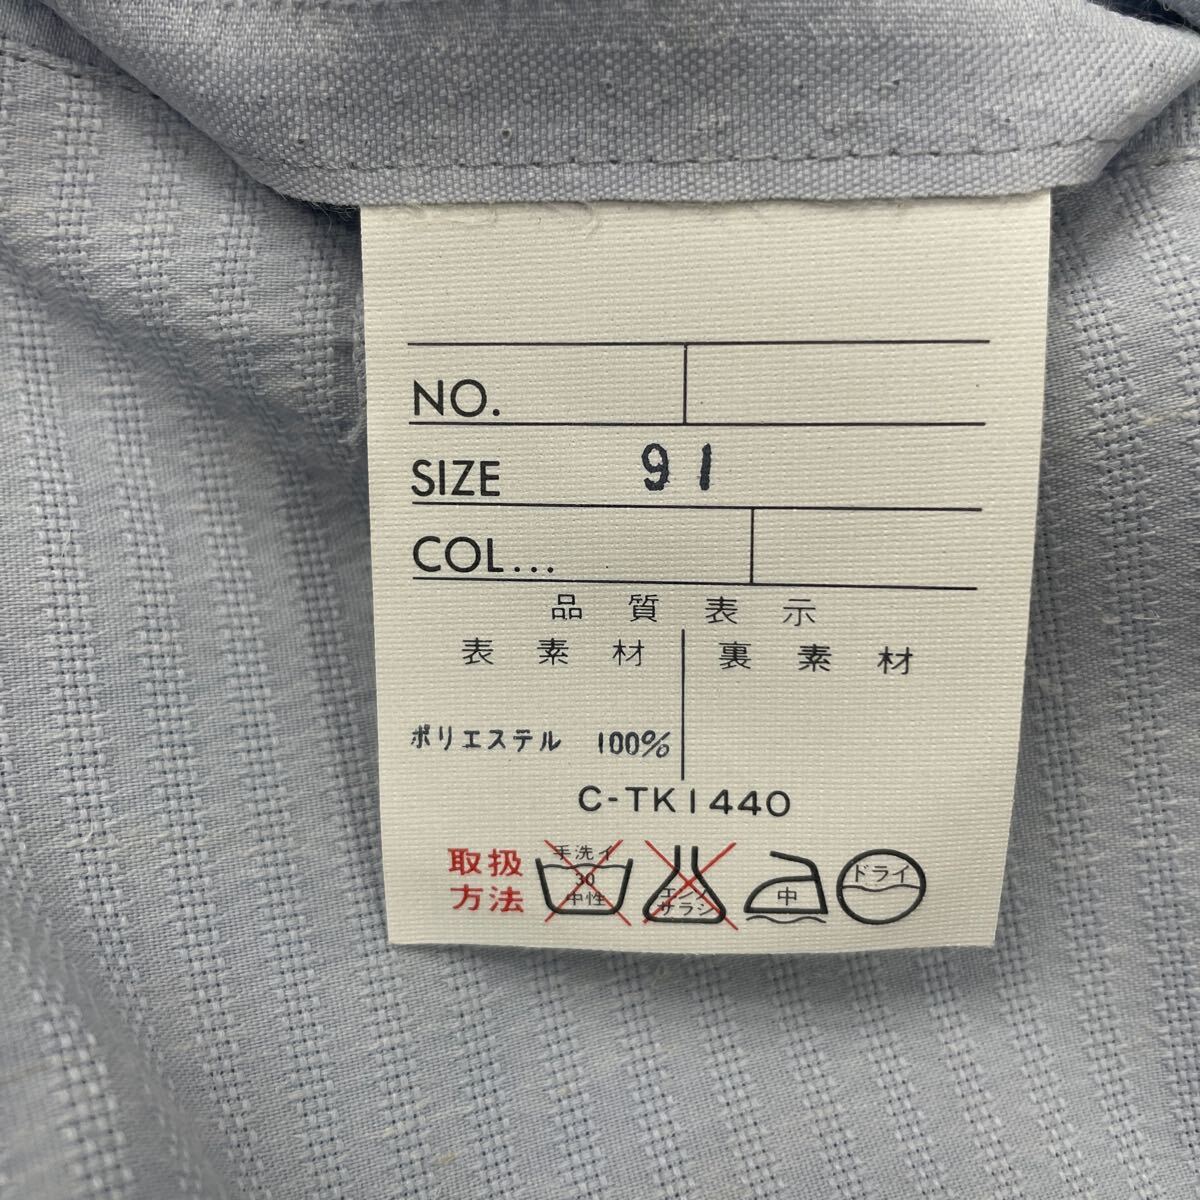 NO.
SIZE 91
COL...
品質表示
表素材 裏素材
ポリエステル 100%
C-TK1440
取扱方法
手洗イ
30
中性
エンソ
サラシ
中
ドライ